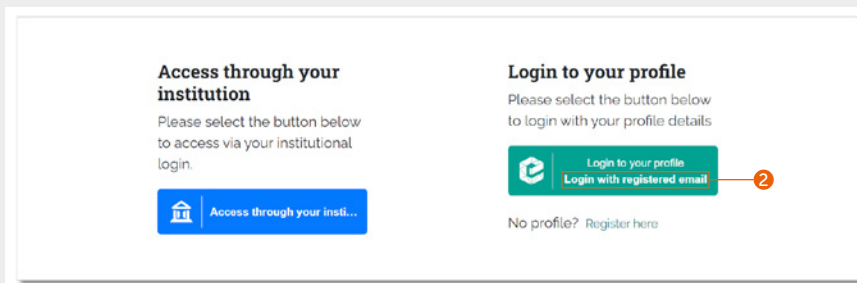 Access through your
institution
Please select the button below
to access via your institutional
login.
Access through your insti...
Login to your profile
Please select the button below
to login with your profile details
Login to your profile
Login with registered email
2
No profile? Register here